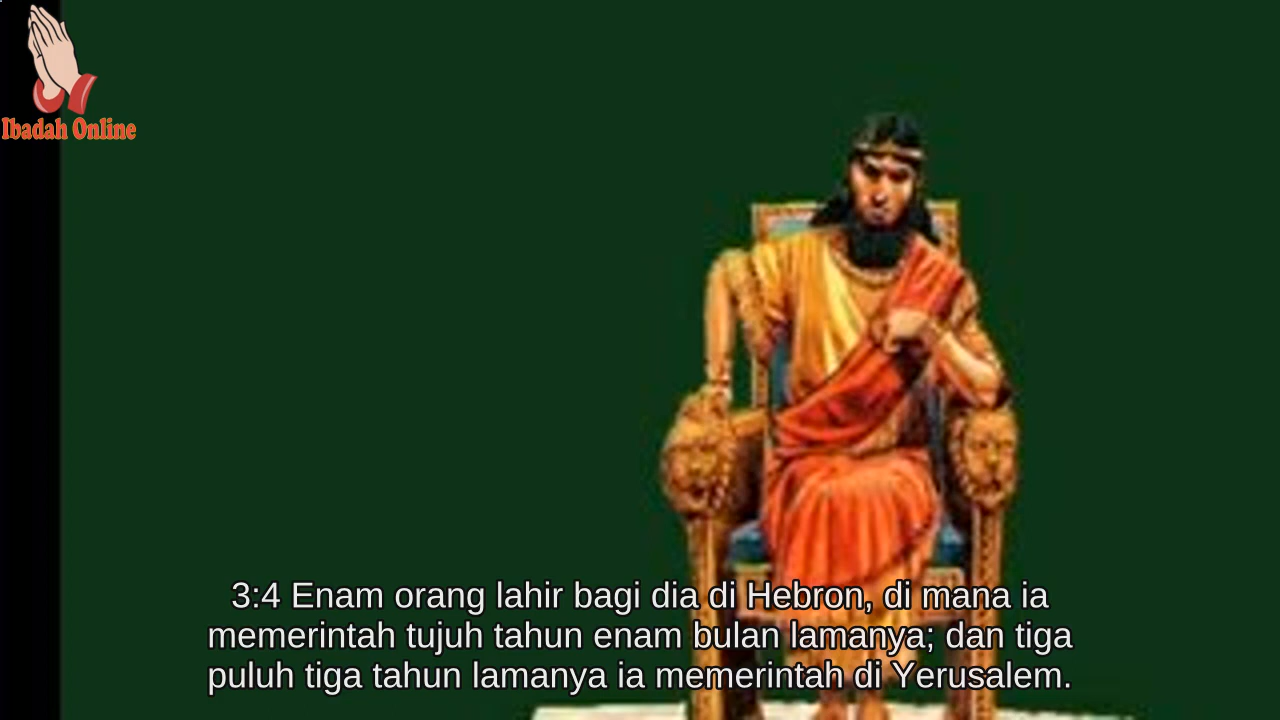 Ibadah Online
3:4 Enam orang lahir bagi dia di Hebron, di mana ia
memerintah tujuh tahun enam bulan lamanya; dan tiga
puluh tiga tahun lamanya ia memerintah di Yerusalem.